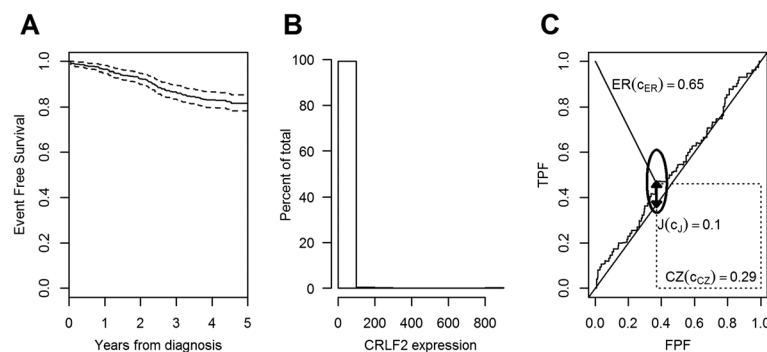 A
B
C
Event Free Survival
0.0
0.2
0.4
0.6
0.8
1.0
0
1
2
3
4
5
Years from diagnosis
Percent of total
0
20
40
60
80
100
0
200
400
600
800
CRLF2 expression
TPF
0.0
0.2
0.4
0.6
0.8
1.0
ER(cER) = 0.65
J(cJ) = 0.1
CZ(cCZ) = 0.29
0.0
0.2
0.4
0.6
0.8
1.0
FPF